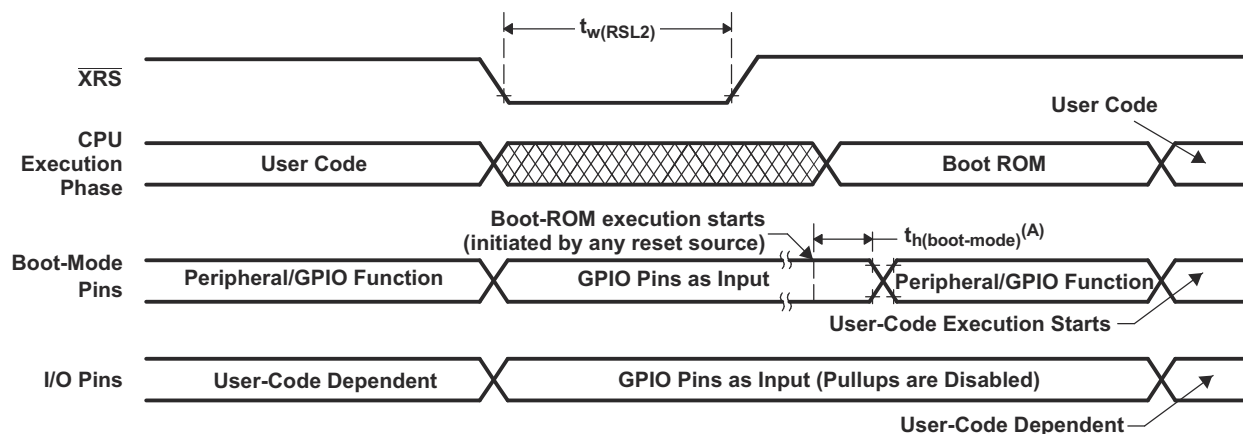 tw(RSL2)
XRS
User Code
CPU
Execution
Phase
User Code
Boot ROM
Boot-ROM execution starts
(initiated by any reset source)
th(boot-mode)(A)
Boot-Mode
Pins
Peripheral/GPIO Function
GPIO Pins as Input
Peripheral/GPIO Function
User-Code Execution Starts
I/O Pins
User-Code Dependent
GPIO Pins as Input (Pullups are Disabled)
User-Code Dependent